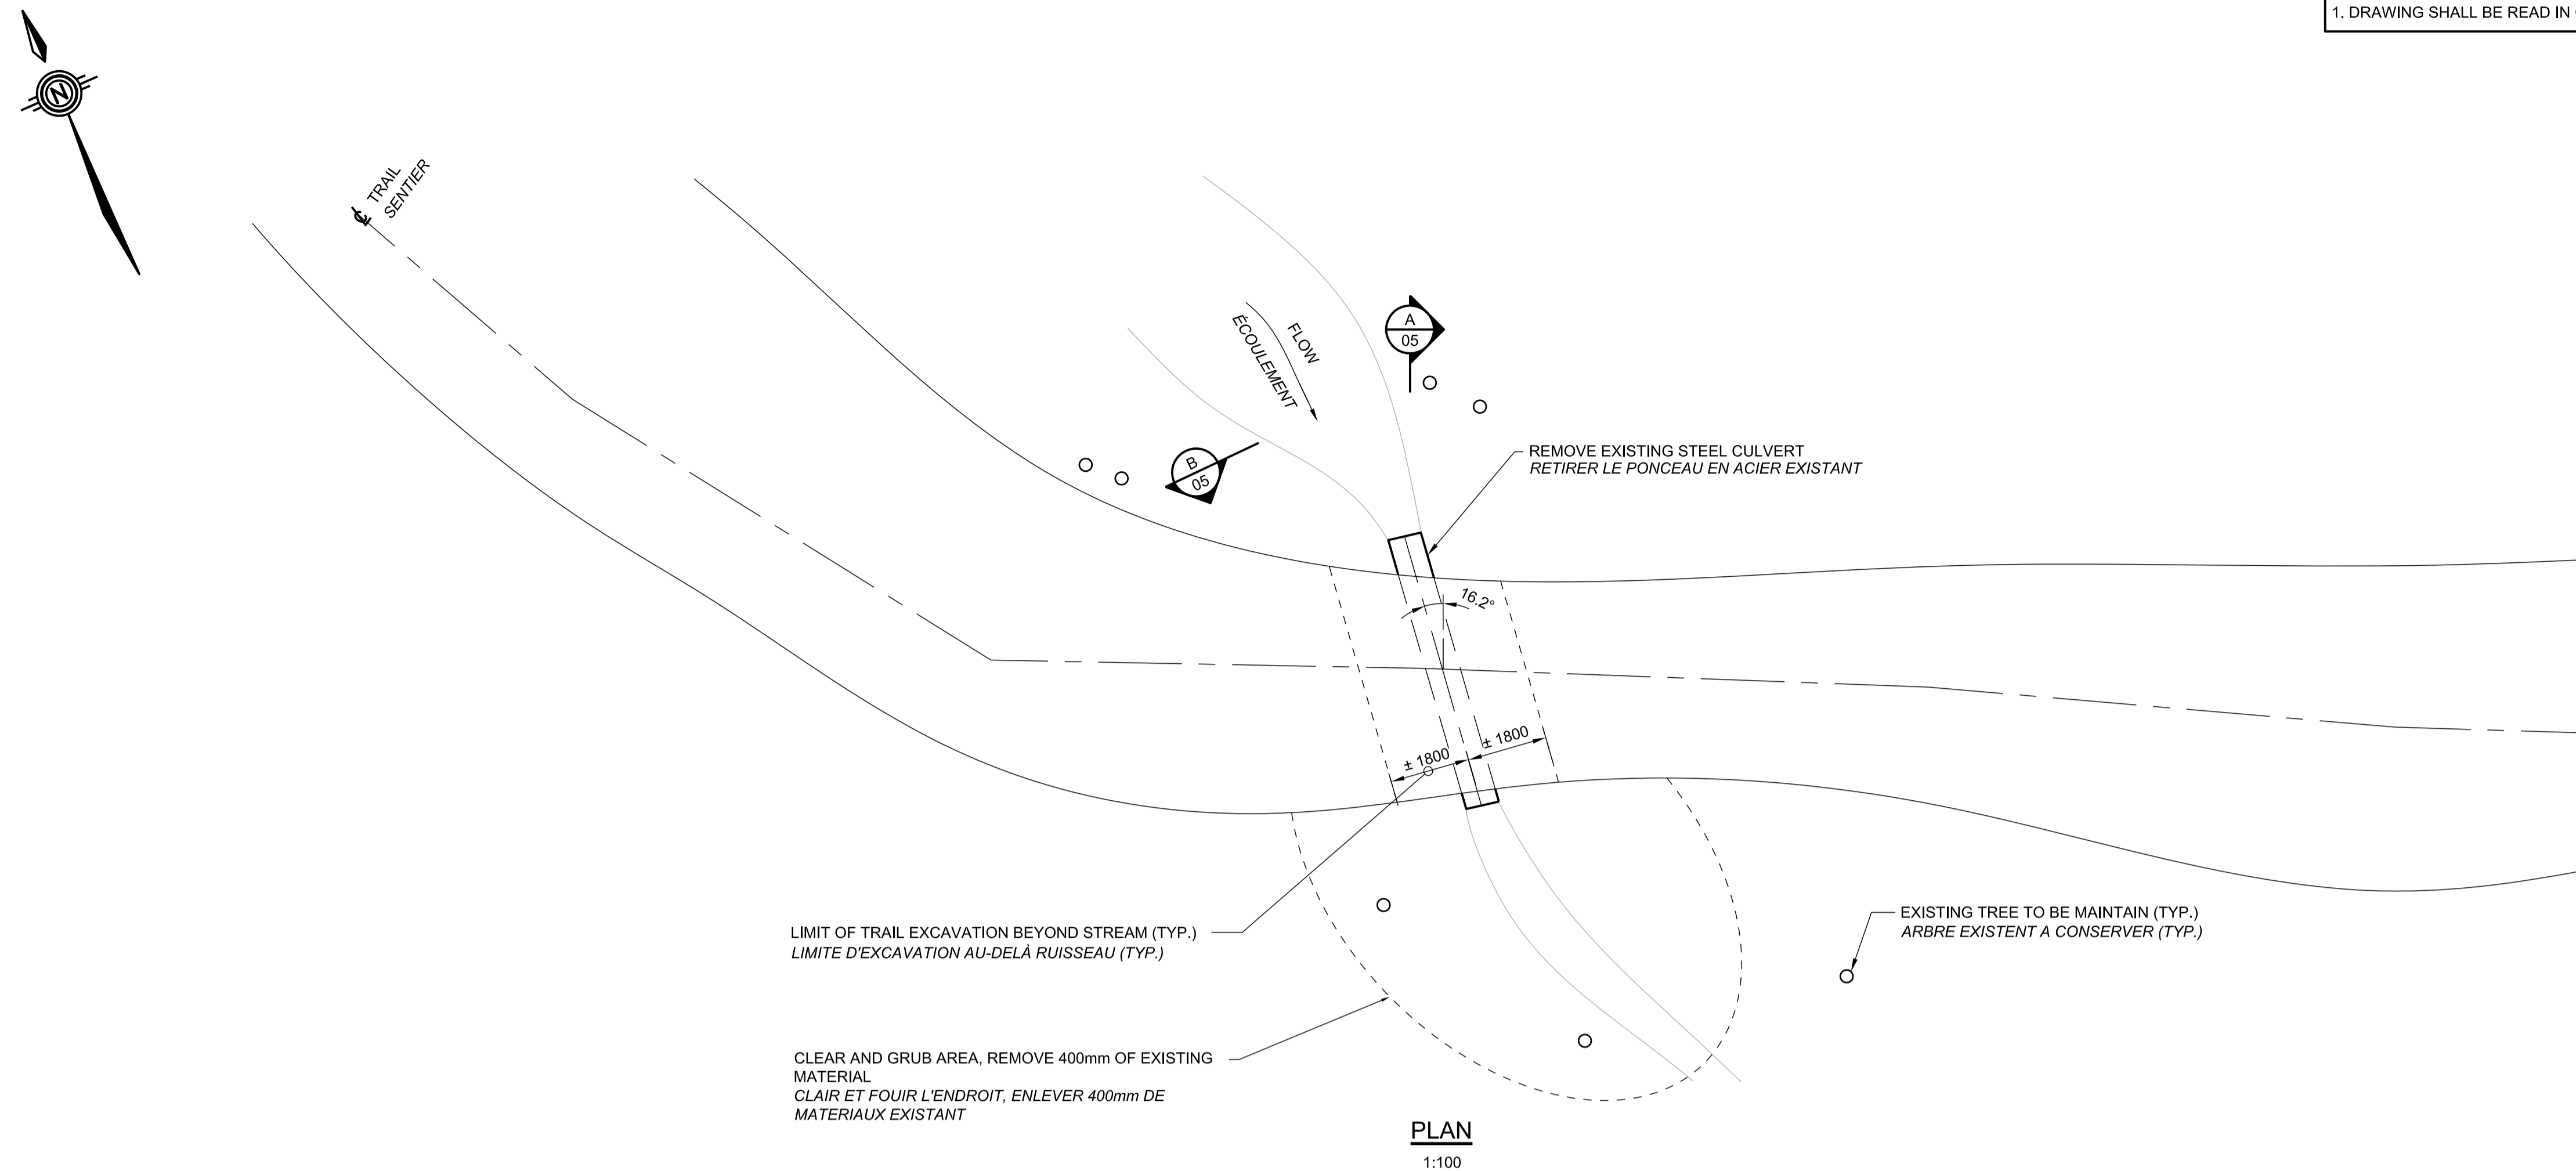 1. DRAWING SHALL BE READ IN
N
℄ TRAIL
SENTIER
FLOW
ÉCOULEMENT
A
05
B
05
REMOVE EXISTING STEEL CULVERT
RETIRER LE PONCEAU EN ACIER EXISTANT
16.2°
± 1800
± 1800
LIMIT OF TRAIL EXCAVATION BEYOND STREAM (TYP.)
LIMITE D'EXCAVATION AU-DELÀ RUISSEAU (TYP.)
EXISTING TREE TO BE MAINTAIN (TYP.)
ARBRE EXISTENT A CONSERVER (TYP.)
CLEAR AND GRUB AREA, REMOVE 400mm OF EXISTING
MATERIAL
CLAIR ET FOUIR L'ENDROIT, ENLEVER 400mm DE
MATERIAUX EXISTANT
PLAN
1:100